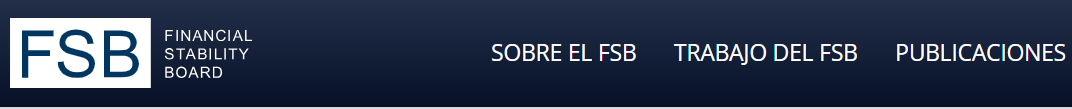 FSB
FINANCIAL
STABILITY
BOARD
SOBRE EL FSB TRABAJO DEL FSB PUBLICACIONES